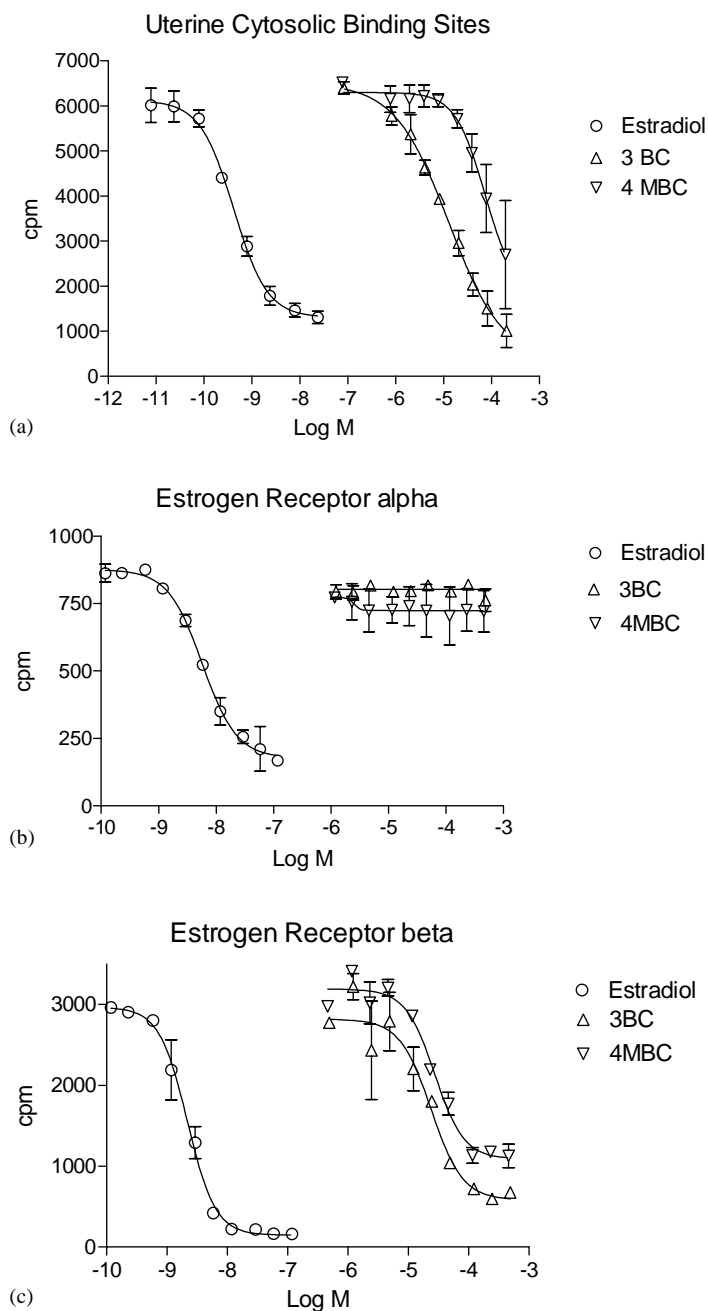 Uterine Cytosolic Binding Sites
7000
6000
5000
4000
3000
2000
1000
0
cpm
-12 -11 -10 -9 -8 -7 -6 -5 -4 -3
Log M
Estradiol
3 BC
4 MBC
(a)
Estrogen Receptor alpha
1000
750
500
250
0
cpm
-10 -9 -8 -7 -6 -5 -4 -3
Log M
Estradiol
3BC
4MBC
(b)
Estrogen Receptor beta
3000
2000
1000
0
cpm
-10 -9 -8 -7 -6 -5 -4 -3
Log M
Estradiol
3BC
4MBC
(c)